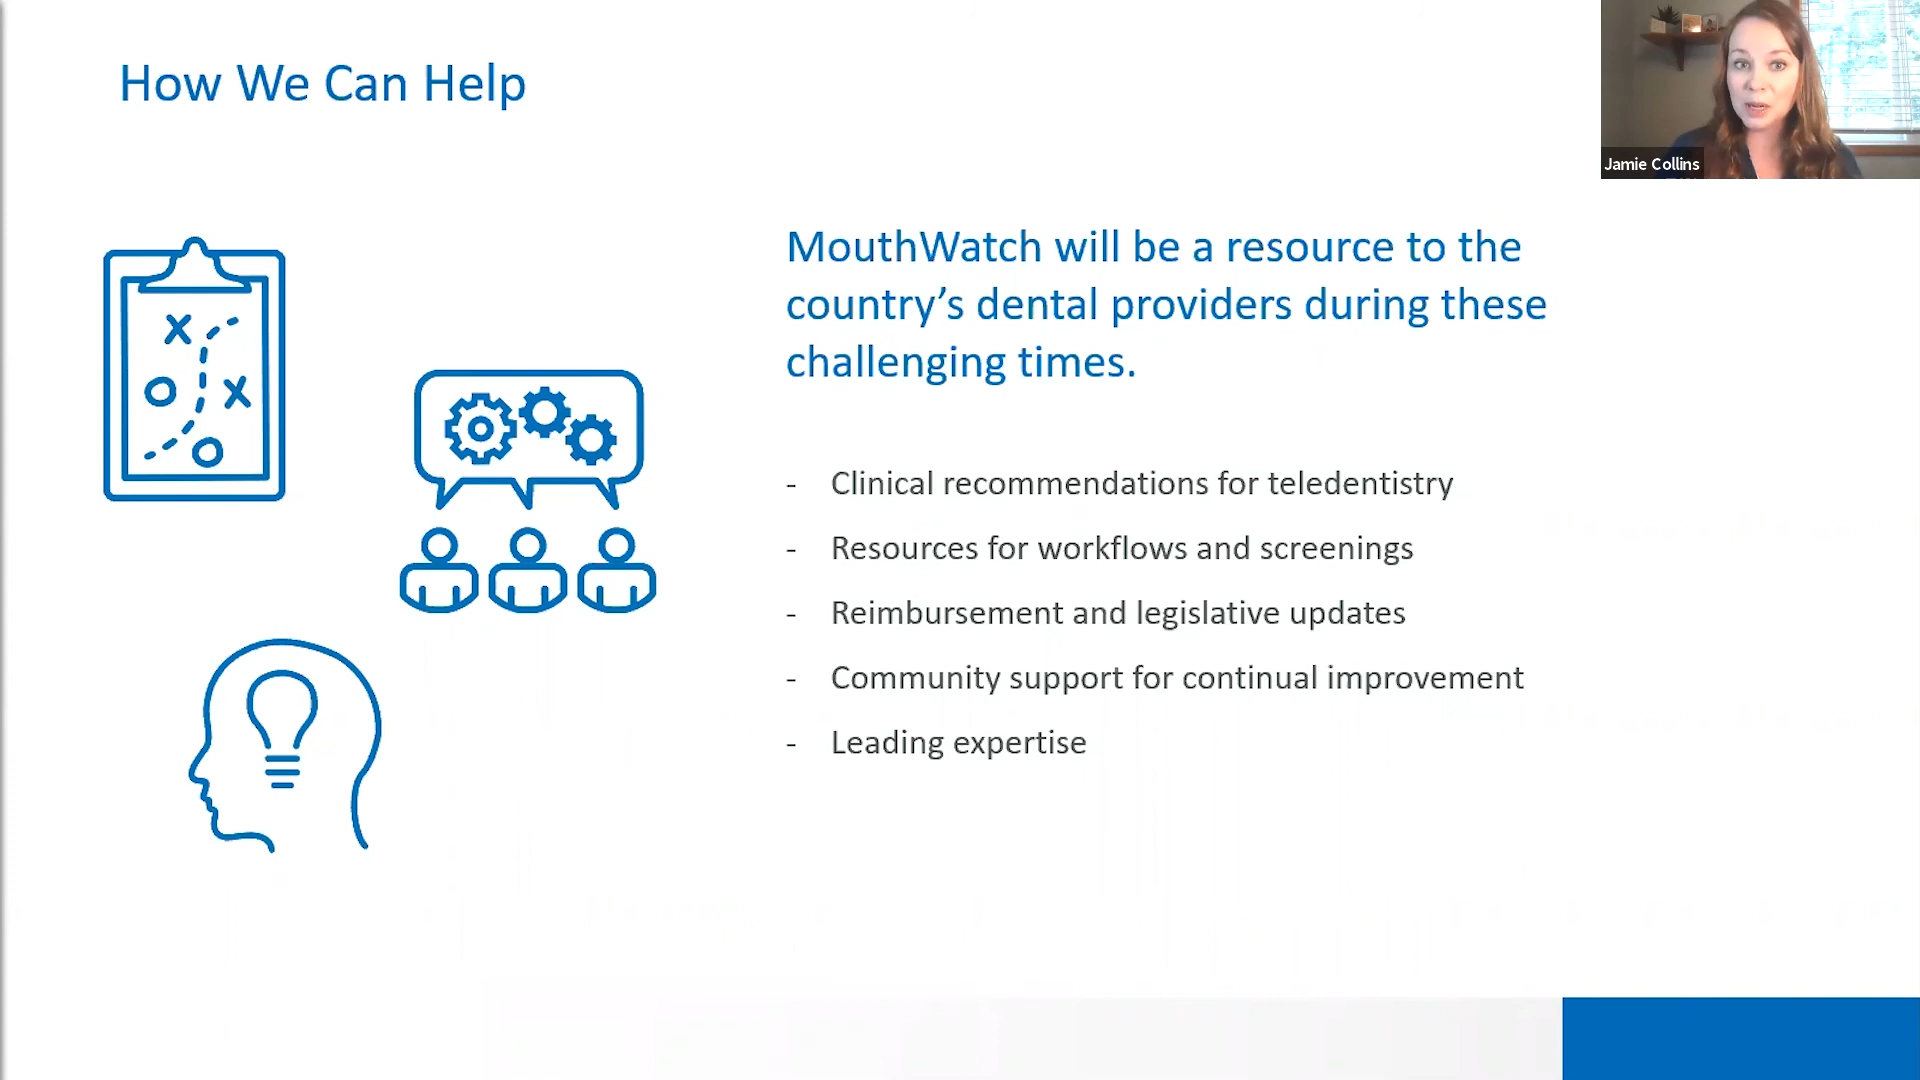 How We Can Help
Jamie Collins
MouthWatch will be a resource to the
country’s dental providers during these
challenging times.
- Clinical recommendations for teledentistry
- Resources for workflows and screenings
- Reimbursement and legislative updates
- Community support for continual improvement
- Leading expertise